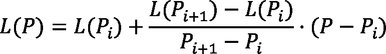 L(P) = L(P_i) + \frac{L(P_{i+1}) - L(P_i)}{P_{i+1} - P_i} \cdot (P - P_i)